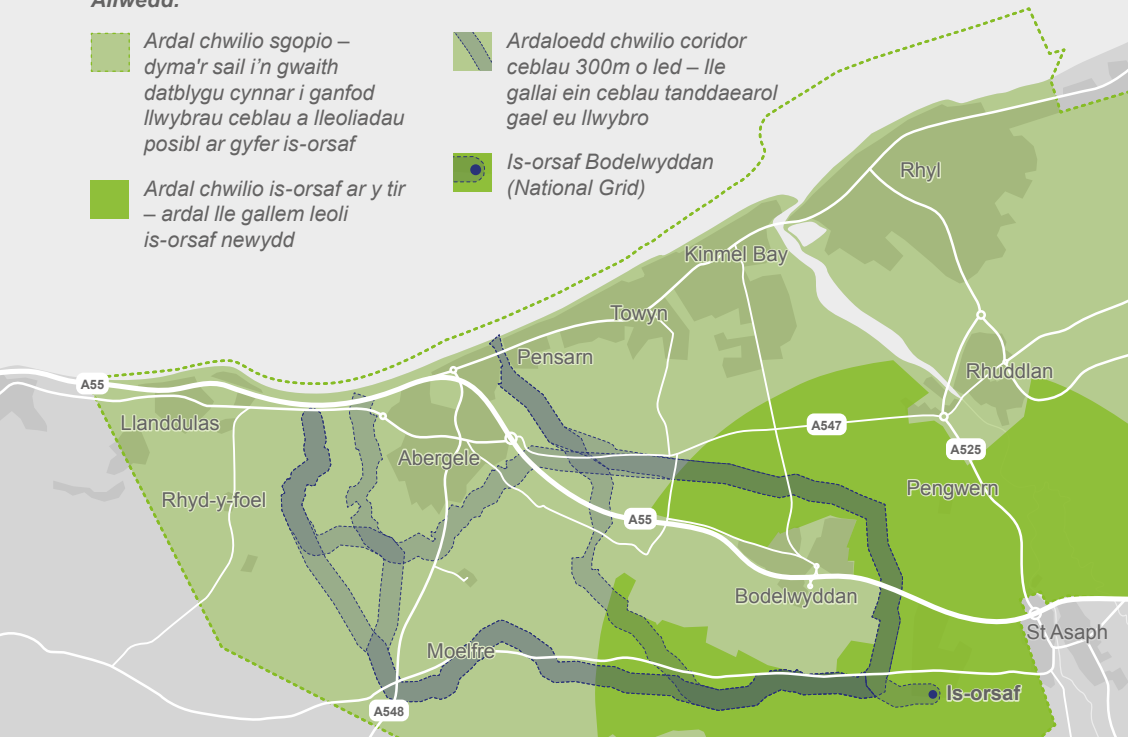 Allwedd:
Ardal chwilio sgopio –
dyma'r sail i'n gwaith
datblygu cynnar i ganfod
llwybrau ceblau a lleoliadau
posibl ar gyfer is-orsaf
Ardal chwilio is-orsaf ar y tir
– ardal lle gallem leoli
is-orsaf newydd
Ardaloedd chwilio coridor
ceblau 300m o led – lle
gallai ein ceblau tanddaearol
gael eu llwybro
Is-orsaf Bodelwyddan
(National Grid)
Rhyl
Kinmel Bay
Towyn
Pensarn
Rhuddlan
A55
Llanddulas
A547
A525
Abergele
Rhyd-y-foel
Pengwern
A55
Bodelwyddan
St Asaph
Moelfre
Is-orsaf
A548